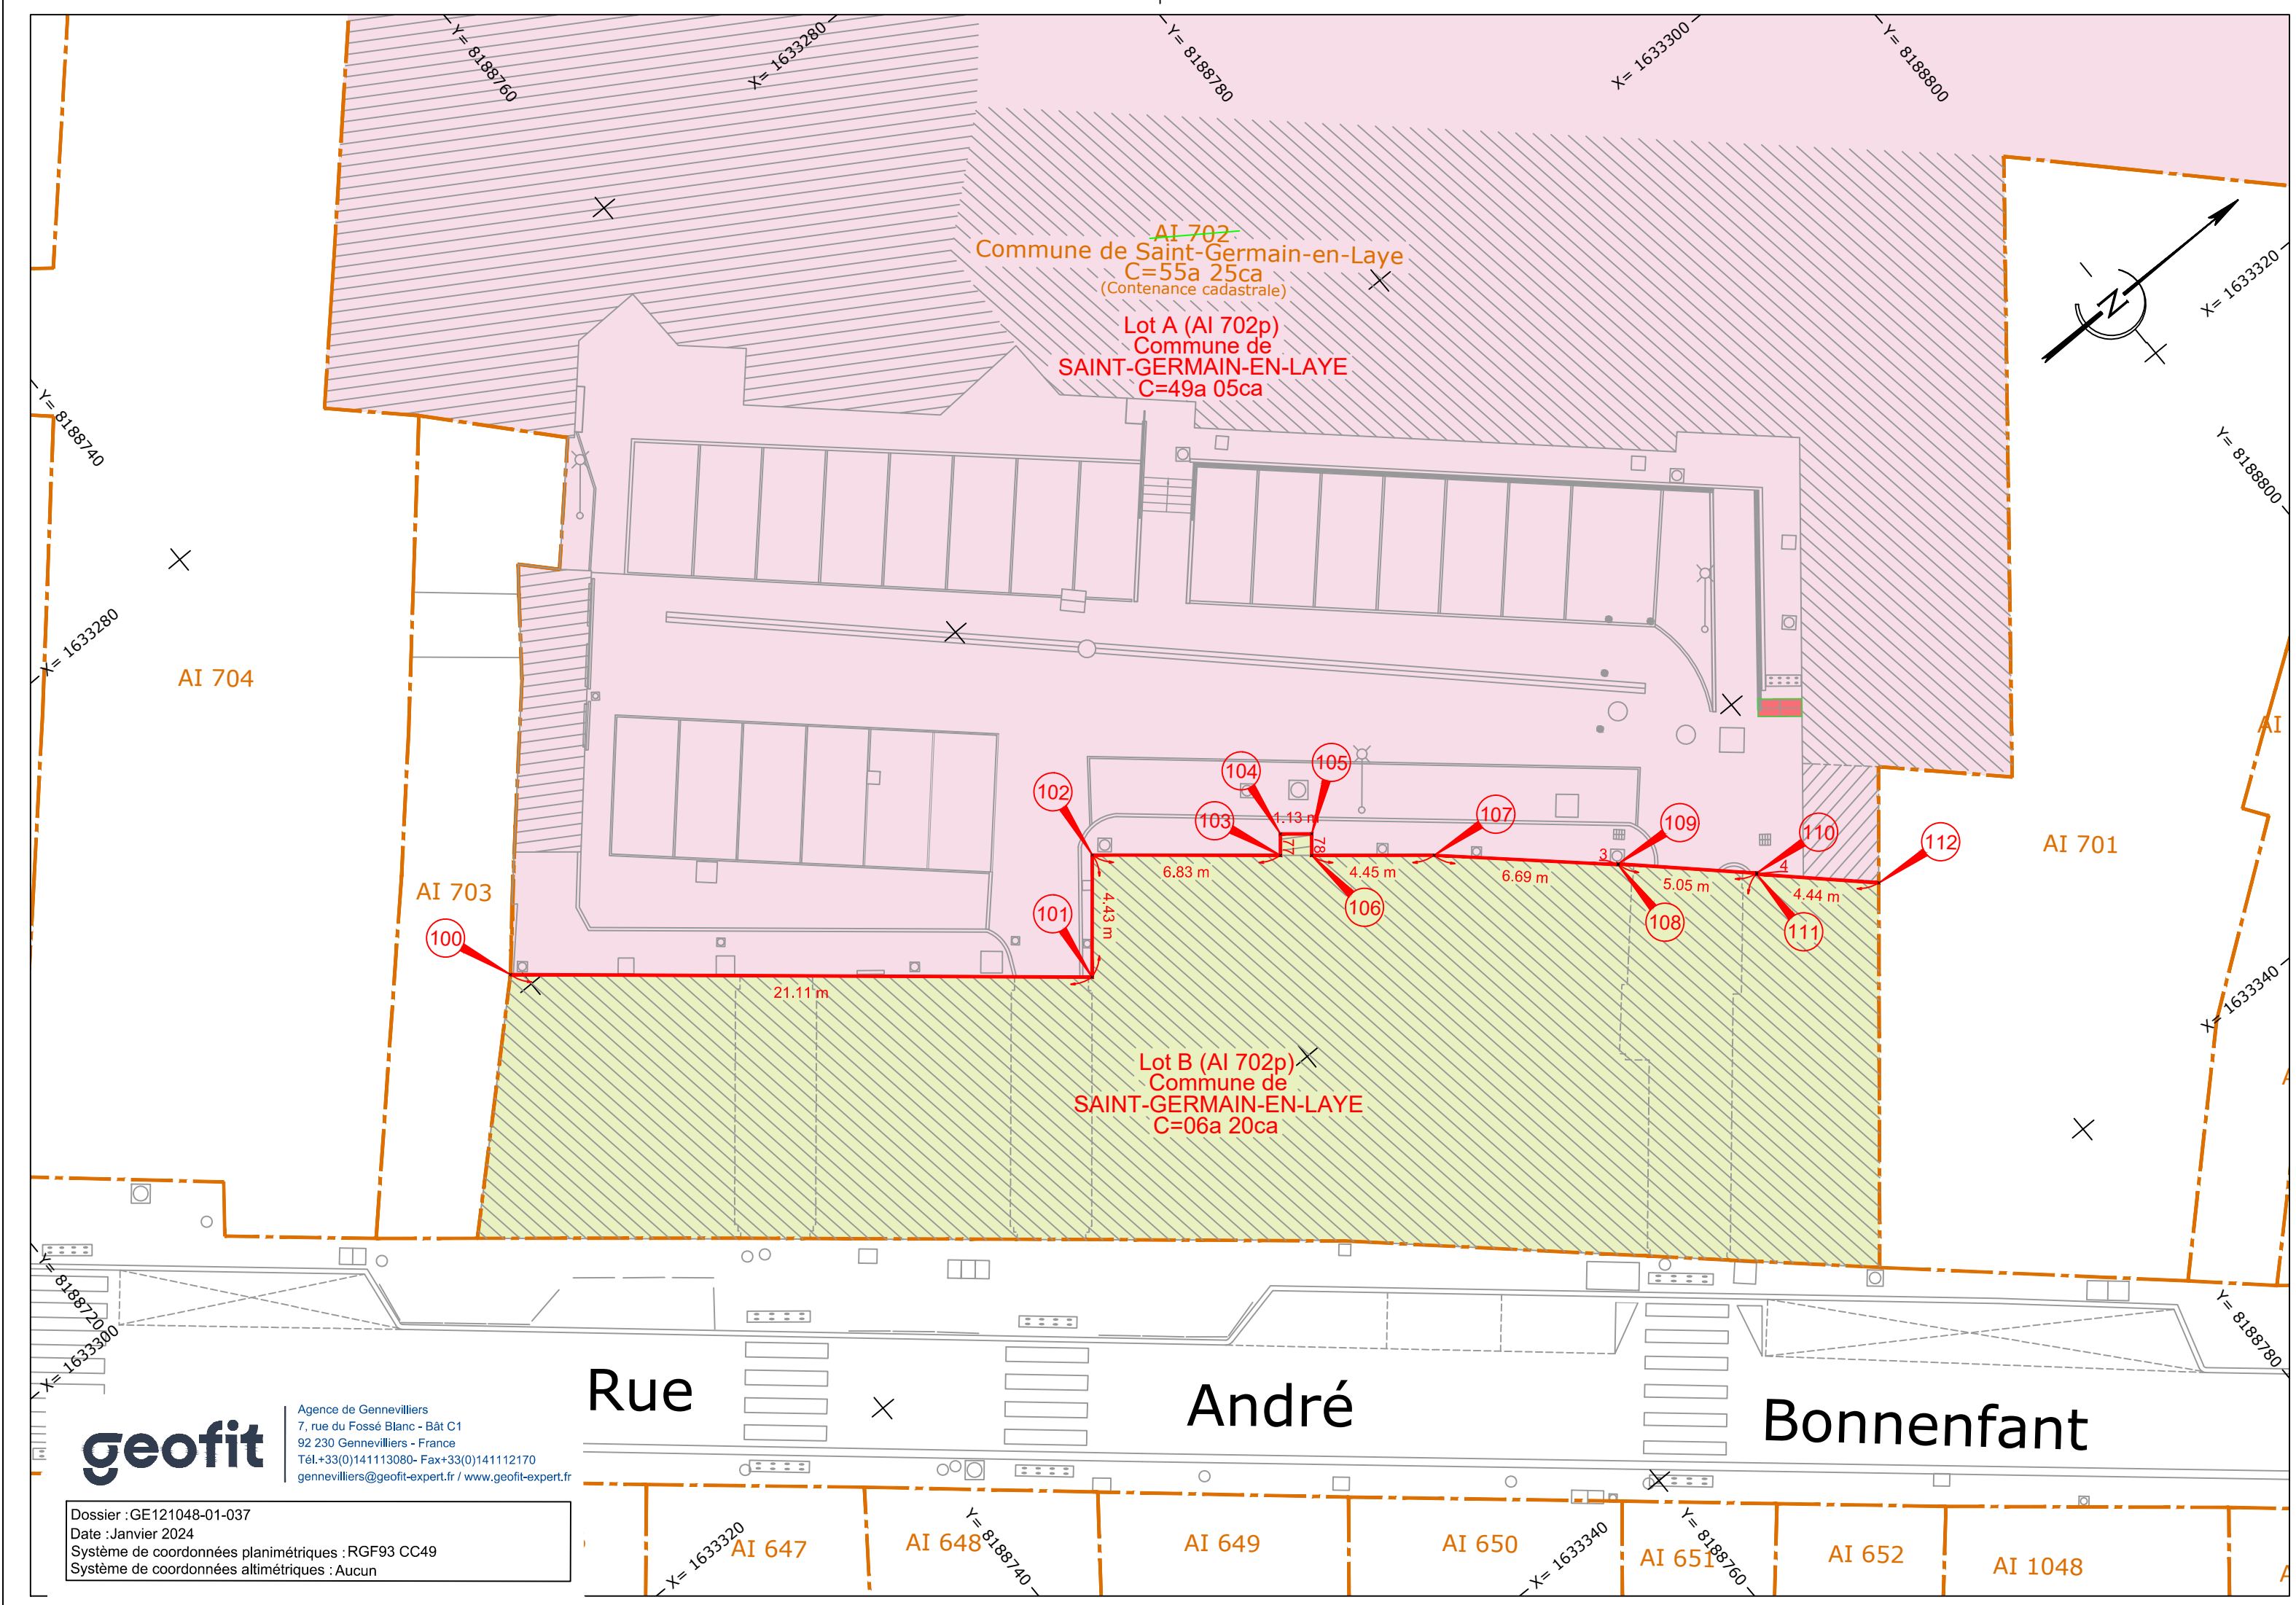 Y= 8188760
X= 1633280
Y= 8188780
X= 1633300
Y= 8188800
X= 1633320
N
AI 702
Commune de Saint-Germain-en-Laye
C=55a 25ca
(Contenance cadastrale)
Lot A (AI 702p)
Commune de
SAINT-GERMAIN-EN-LAYE
C=49a 05ca
Y= 8188740
Y= 8188800
X= 1633280
AI 704
AI
AI 703
AI 701
100
101
102
103
104
105
106
107
108
109
110
111
112
21.11 m
4.43 m
6.83 m
77
1.13 m
78
4.45 m
6.69 m
3
5.05 m
4
4.44 m
X= 1633340
Lot B (AI 702p)
Commune de
SAINT-GERMAIN-EN-LAYE
C=06a 20ca
Y= 8188720
X= 1633300
Y= 8188780
Rue André Bonnenfant
geofit
Agence de Gennevilliers
7, rue du Fossé Blanc - Bât C1
92 230 Gennevilliers - France
Tél.+33(0)141113080- Fax+33(0)141112170
gennevilliers@geofit-expert.fr / www.geofit-expert.fr
Dossier : GE121048-01-037
Date : Janvier 2024
Système de coordonnées planimétriques : RGF93 CC49
Système de coordonnées altimétriques : Aucun
X= 1633320
AI 647
AI 648
Y= 8188740
AI 649
AI 650
X= 1633340
AI 651
Y= 8188760
AI 652
AI 1048